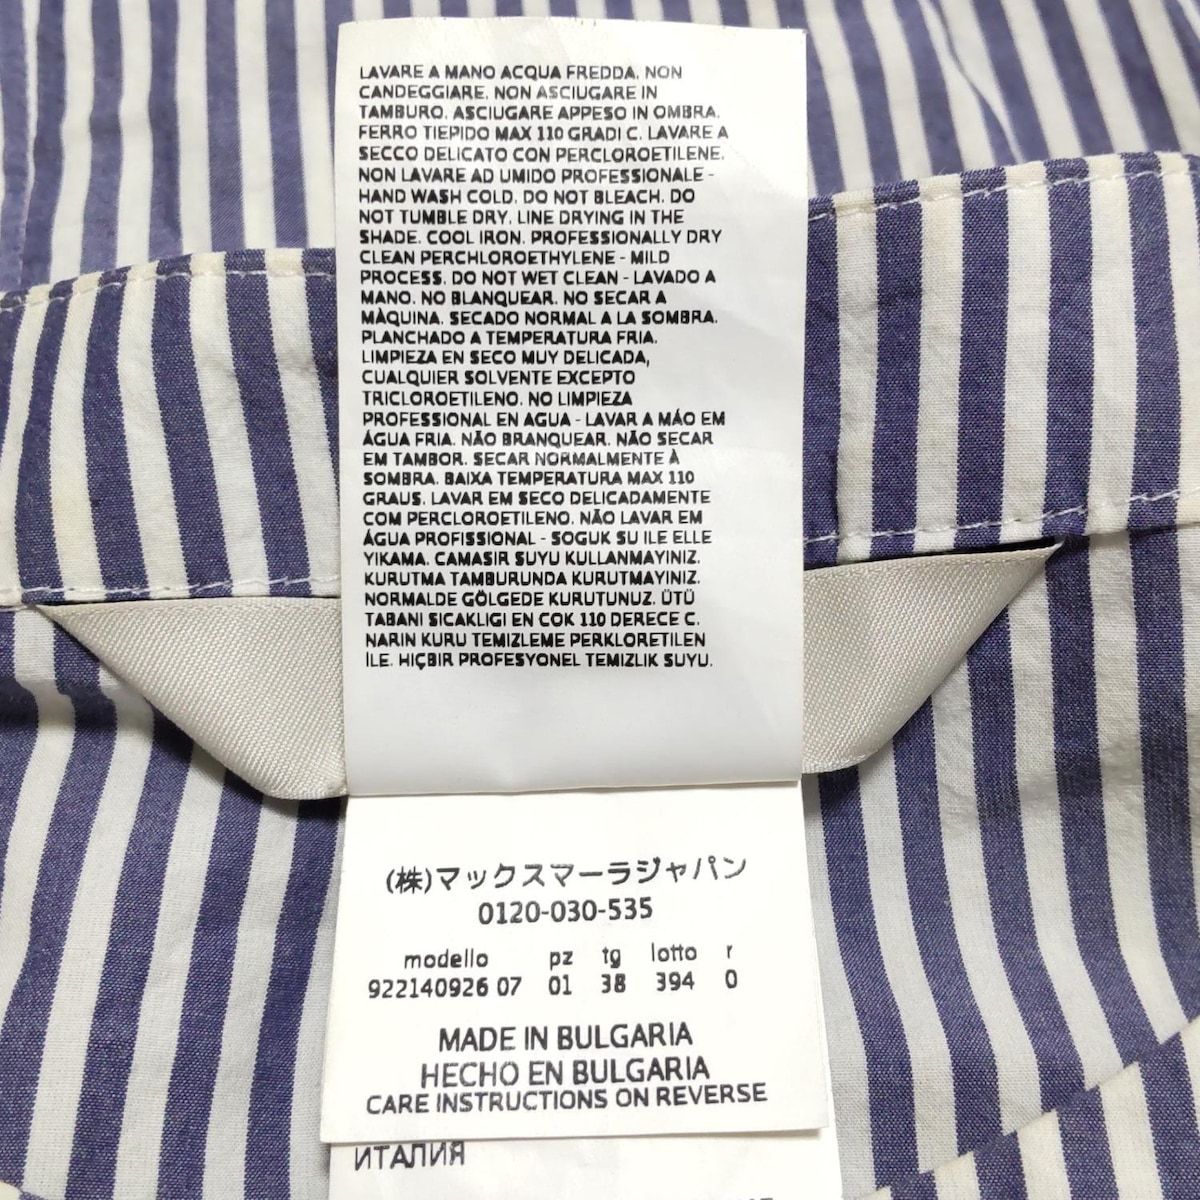 LAVARE A MANO ACQUA FREDDA. NON
CANDEGGIARE. NON ASCIUGARE IN
TAMBURO. ASCIUGARE APPESO IN OMBRA.
FERRO TIEPIDO MAX 110 GRADI C. LAVARE A
SECCO DELICATO CON PERCLOROETILENE.
NON LAVARE AD UMIDO PROFESSIONALE -
HAND WASH COLD. DO NOT BLEACH. DO
NOT TUMBLE DRY. LINE DRYING IN THE
SHADE. COOL IRON. PROFESSIONALLY DRY
CLEAN PERCHLOROETHYLENE - MILD
PROCESS. DO NOT WET CLEAN - LAVADO A
MANO. NO BLANQUEAR. NO SECAR A
MÀQUINA. SECADO NORMAL A LA SOMBRA.
PLANCHADO A TEMPERATURA FRIA.
LIMPIEZA EN SECO MUY DELICADA,
CUALQUIER SOLVENTE EXCEPTO
TRICLOROETILENO. NO LIMPIEZA
PROFESSIONAL EN AGUA - LAVAR A MÁO EM
ÁGUA FRIA. NÃO BRANQUEAR. NÃO SECAR
EM TAMBOR. SECAR NORMALMENTE À
SOMBRA. BAIXA TEMPERATURA MAX 110
GRAUS. LAVAR EM SECO DELICADAMENTE
COM PERCLOROETILENO. NÃO LAVAR EM
ÁGUA PROFISSIONAL - SOGUK SU ILE ELLE
YIKAMA. CAMASIR SUYU KULLANMAYINIZ.
KURUTMA TAMBURUNDA KURUTMAYINIZ.
NORMALDE GÖLGEDE KURUTUNUZ. ÜTÜ
TABANI SICAKLIGI EN COK 110 DERECE C.
NARIN KURU TEMIZLEME PERKLORETILEN
İLE. HIÇBIR PROFESYONEL TEMIZLIK SUYU.
(株)マックスマーラジャパン
0120-030-535
modello pz tg lotto r
922140926 07 01 38 394 0
MADE IN BULGARIA
HECHO EN BULGARIA
CARE INSTRUCTIONS ON REVERSE
ИТАЛИЯ